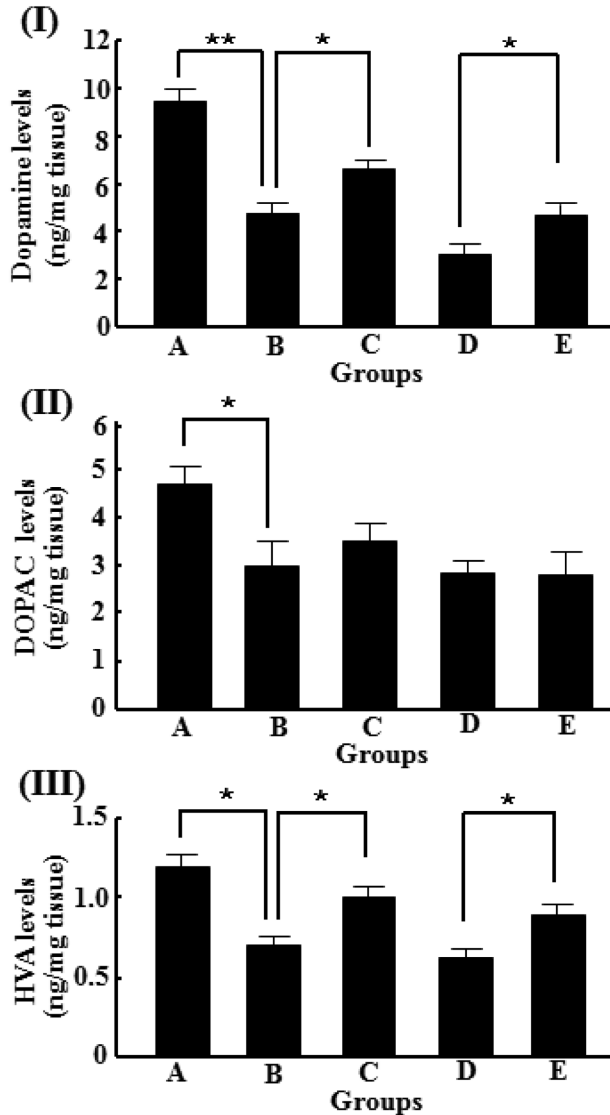 (I)
Dopamine levels
(ng/mg tissue)
12
10
8
6
4
2
0
** * *
A B C D E
Groups
(II)
DOPAC levels
(ng/mg tissue)
6
5
4
3
2
1
0
*
A B C D E
Groups
(III)
HVA levels
(ng/mg tissue)
1.5
1.0
0.5
0
* * *
A B C D E
Groups